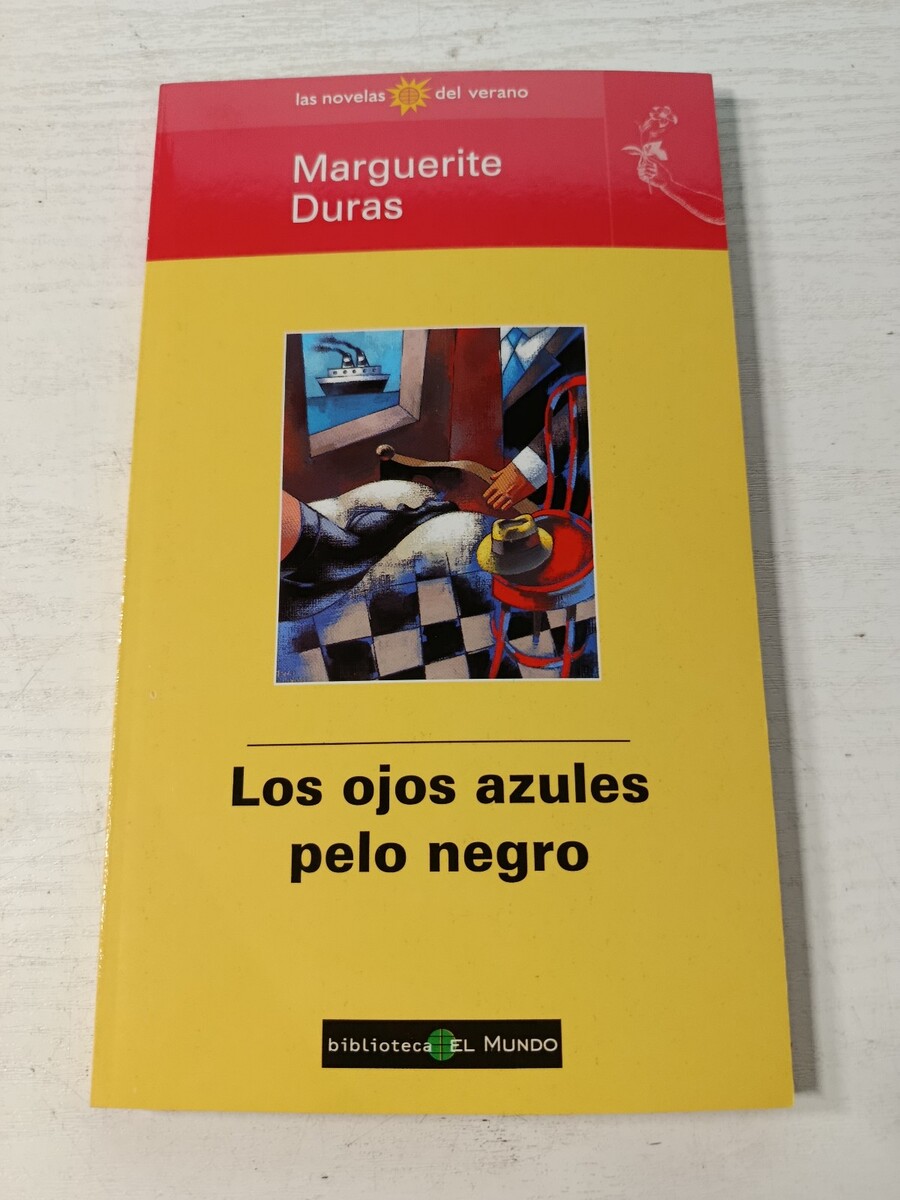 las novelas del verano
Marguerite
Duras
Los ojos azules
pelo negro
biblioteca EL MUNDO